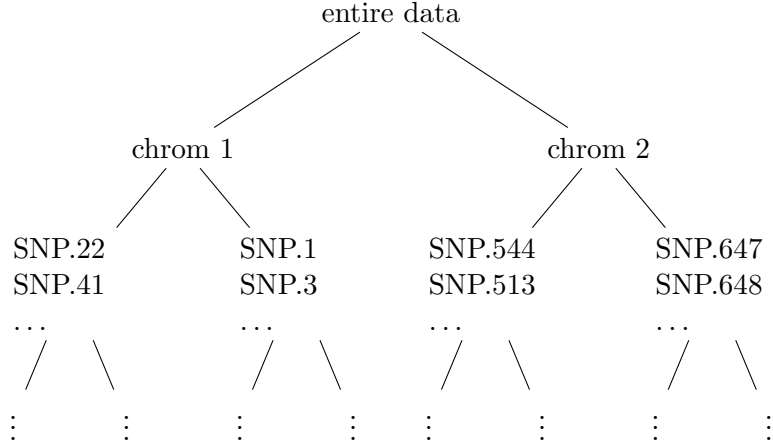 entire data
chrom 1 chrom 2
SNP.22 SNP.1 SNP.544 SNP.647
SNP.41 SNP.3 SNP.513 SNP.648
... ... ... ...
⋮ ⋮ ⋮ ⋮ ⋮ ⋮ ⋮ ⋮